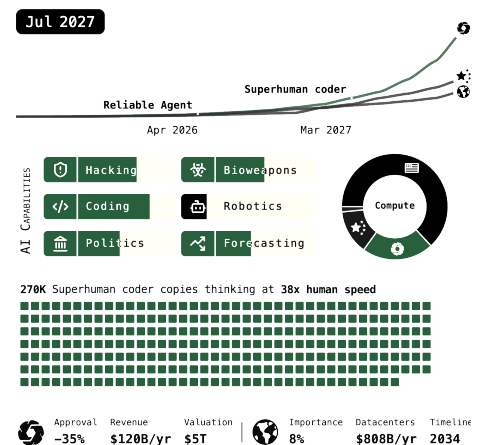 Jul 2027
Superhuman coder
Reliable Agent
Apr 2026 Mar 2027
AI Capabilities
Hacking Bioweapons
Coding Robotics
Politics Forecasting
Compute
270K Superhuman coder copies thinking at 38x human speed
Approval Revenue Valuation Importance Datacenters Timeline
-35% $120B/yr $5T 8% $808B/yr 2034